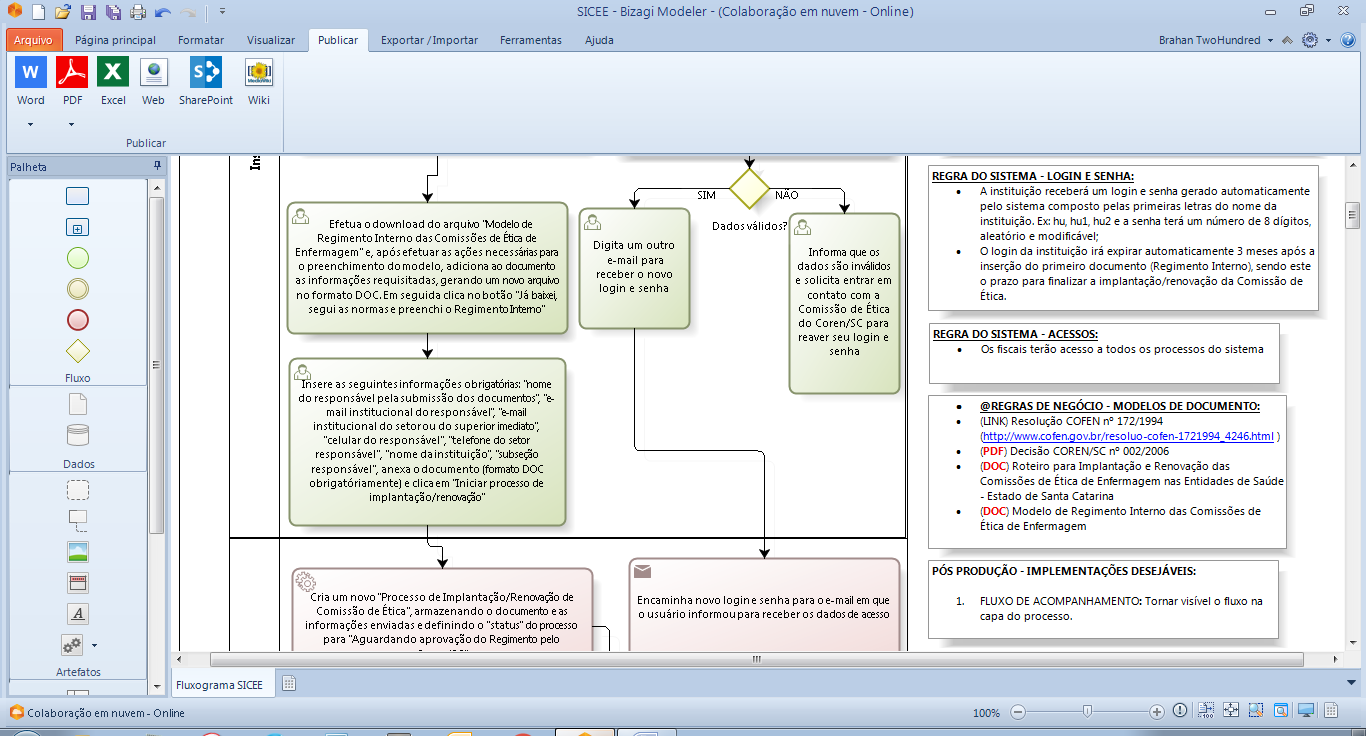 SICEE - Bizagi Modeler - (Colaboração em nuvem - Online)
Arquivo
Página principal
Formatar
Visualizar
Publicar
Exportar / Importar
Ferramentas
Ajuda
Brahan TwoHundred
Word
PDF
Excel
Web
SharePoint
Wiki
Publicar
Palheta
Fluxo
Dados
Artefatos
SIM
NÃO
Dados válidos?
Efetua o download do arquivo "Modelo de
Regimento Interno das Comissões de Ética de
Enfermagem" e, após efetuar as ações necessárias para
o preenchimento do modelo, adiciona ao documento
as informações requisitadas, gerando um novo arquivo
no formato DOC. Em seguida clica no botão "Já baixei,
segui as normas e preenchi o Regimento Interno"
Digita um outro
e-mail para
receber o novo
login e senha
Informa que os
dados são inválidos
e solicita entrar em
contato com a
Comissão de Ética
do Coren/SC para
reaver seu login e
senha
Insere as seguintes informações obrigatórias: "nome
do responsável pela submissão dos documentos", "e-
mail institucional do responsável", "e-mail
institucional do setor ou do superior imediato",
"celular do responsável", "telefone do setor
responsável", "nome da instituição", "subseção
responsável", anexa o documento (formato DOC
obrigatóriamente) e clica em "Iniciar processo de
implantação/renovação"
Cria um novo "Processo de Implantação/Renovação de
Comissão de Ética", armazenando o documento e as
informações enviadas e definindo o "status" do processo
para "Aguardando aprovação do Regimento pelo
Encaminha novo login e senha para o e-mail em que
o usuário informou para receber os dados de acesso
REGRA DO SISTEMA - LOGIN E SENHA:
• A instituição receberá um login e senha gerado automaticamente
pelo sistema composto pelas primeiras letras do nome da
instituição. Ex: hu, hu1, hu2 e a senha terá um número de 8 dígitos,
aleatório e modificável;
• O login da instituição irá expirar automaticamente 3 meses após a
inserção do primeiro documento (Regimento Interno), sendo este
o prazo para finalizar a implantação/renovação da Comissão de
Ética.
REGRA DO SISTEMA - ACESSOS:
• Os fiscais terão acesso a todos os processos do sistema
• @REGRAS DE NEGÓCIO - MODELOS DE DOCUMENTO:
• (LINK) Resolução COFEN nº 172/1994
(http://www.cofen.gov.br/resoluo-cofen-1721994_4246.html )
• (PDF) Decisão COREN/SC nº 002/2006
• (DOC) Roteiro para Implantação e Renovação das
Comissões de Ética de Enfermagem nas Entidades de Saúde
- Estado de Santa Catarina
• (DOC) Modelo de Regimento Interno das Comissões de
Ética de Enfermagem
PÓS PRODUÇÃO - IMPLEMENTAÇÕES DESEJÁVEIS:
1. FLUXO DE ACOMPANHAMENTO: Tornar visível o fluxo na
capa do processo.
Fluxograma SICEE
Colaboração em nuvem - Online
100%